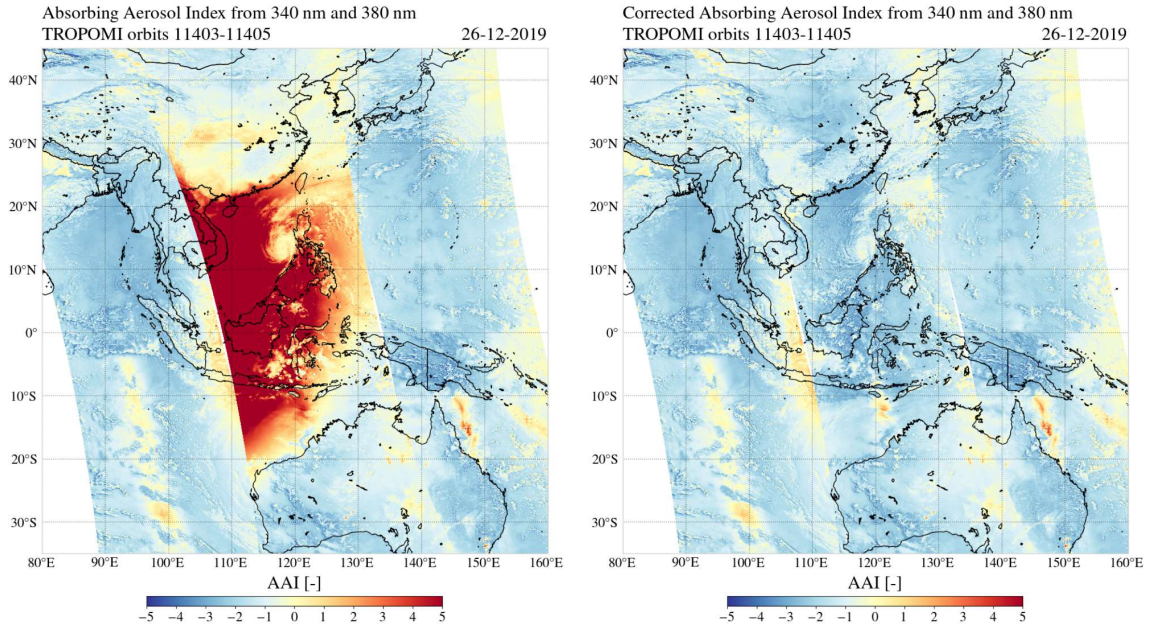 Absorbing Aerosol Index from 340 nm and 380 nm
TROPOMI orbits 11403-11405 26-12-2019
40°N
30°N
20°N
10°N
0°
10°S
20°S
30°S
80°E 90°E 100°E 110°E 120°E 130°E 140°E 150°E 160°E
AAI [-]
−5 −4 −3 −2 −1 0 1 2 3 4 5
Corrected Absorbing Aerosol Index from 340 nm and 380 nm
TROPOMI orbits 11403-11405 26-12-2019
40°N
30°N
20°N
10°N
0°
10°S
20°S
30°S
80°E 90°E 100°E 110°E 120°E 130°E 140°E 150°E 160°E
AAI [-]
−5 −4 −3 −2 −1 0 1 2 3 4 5